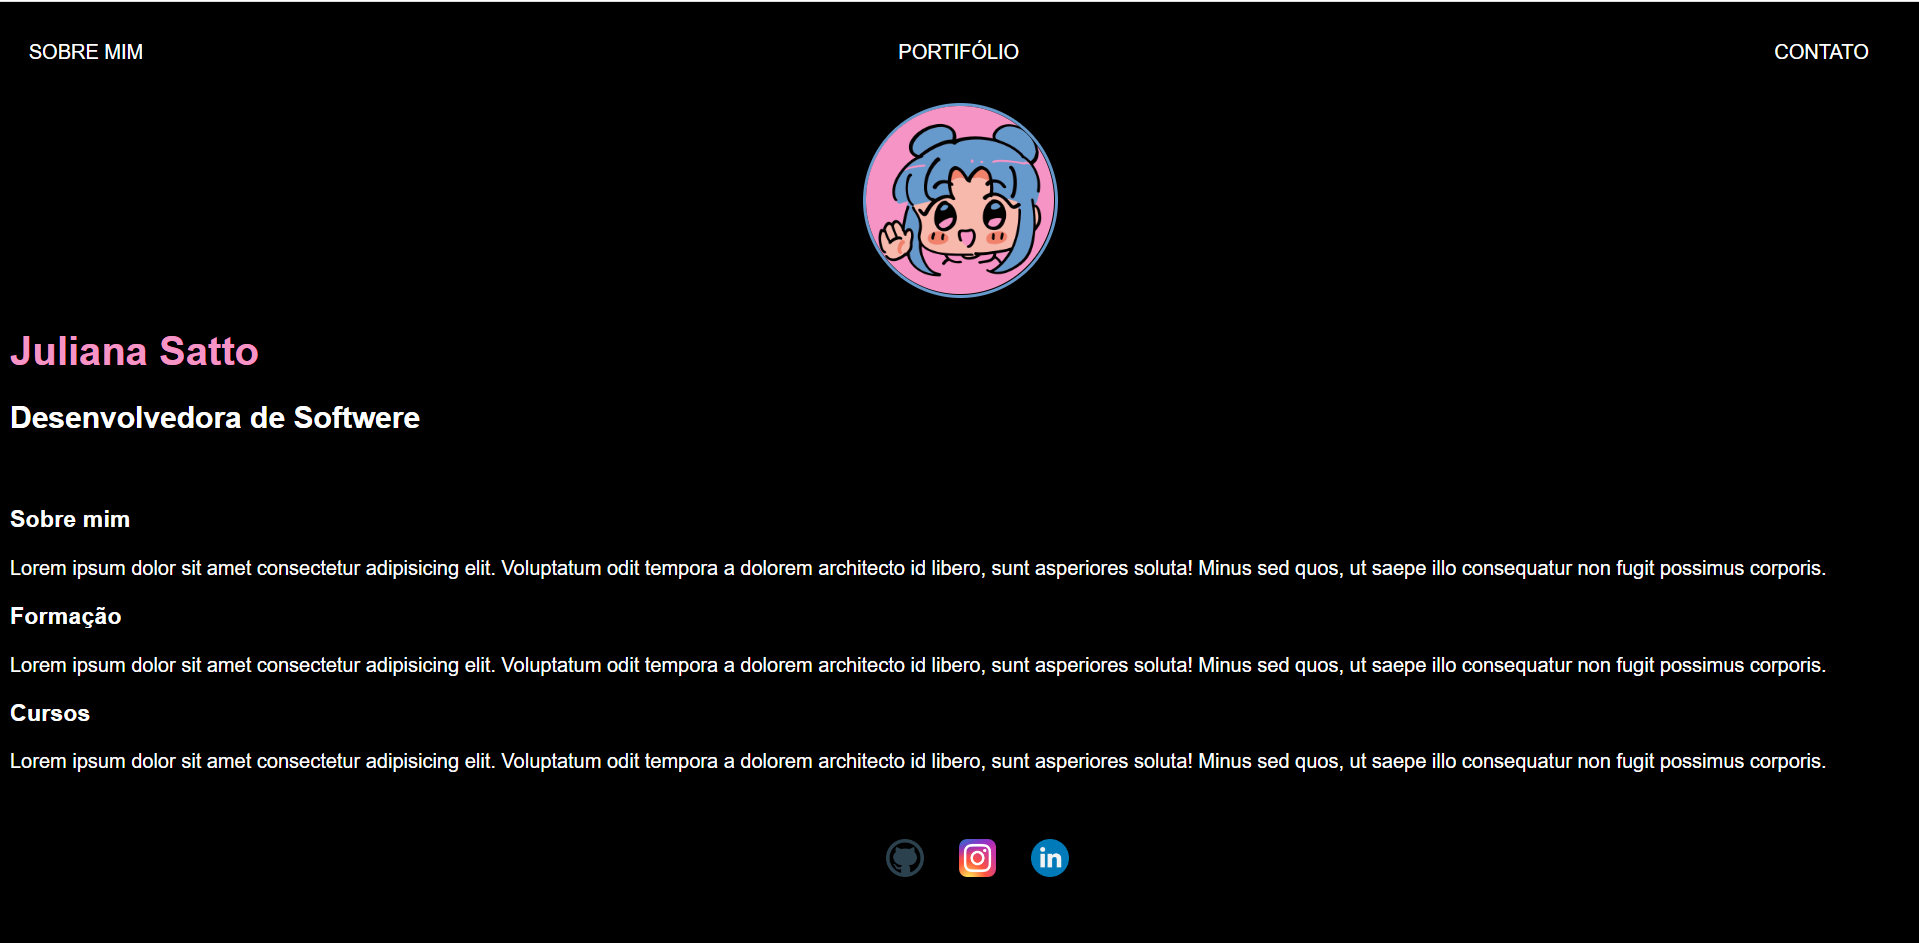 SOBRE MIM PORTIFÓLIO CONTATO
Juliana Satto
Desenvolvedora de Softwere
Sobre mim
Lorem ipsum dolor sit amet consectetur adipisicing elit. Voluptatum odit tempora a dolorem architecto id libero, sunt asperiores soluta! Minus sed quos, ut saepe illo consequatur non fugit possimus corporis.
Formação
Lorem ipsum dolor sit amet consectetur adipisicing elit. Voluptatum odit tempora a dolorem architecto id libero, sunt asperiores soluta! Minus sed quos, ut saepe illo consequatur non fugit possimus corporis.
Cursos
Lorem ipsum dolor sit amet consectetur adipisicing elit. Voluptatum odit tempora a dolorem architecto id libero, sunt asperiores soluta! Minus sed quos, ut saepe illo consequatur non fugit possimus corporis.
in